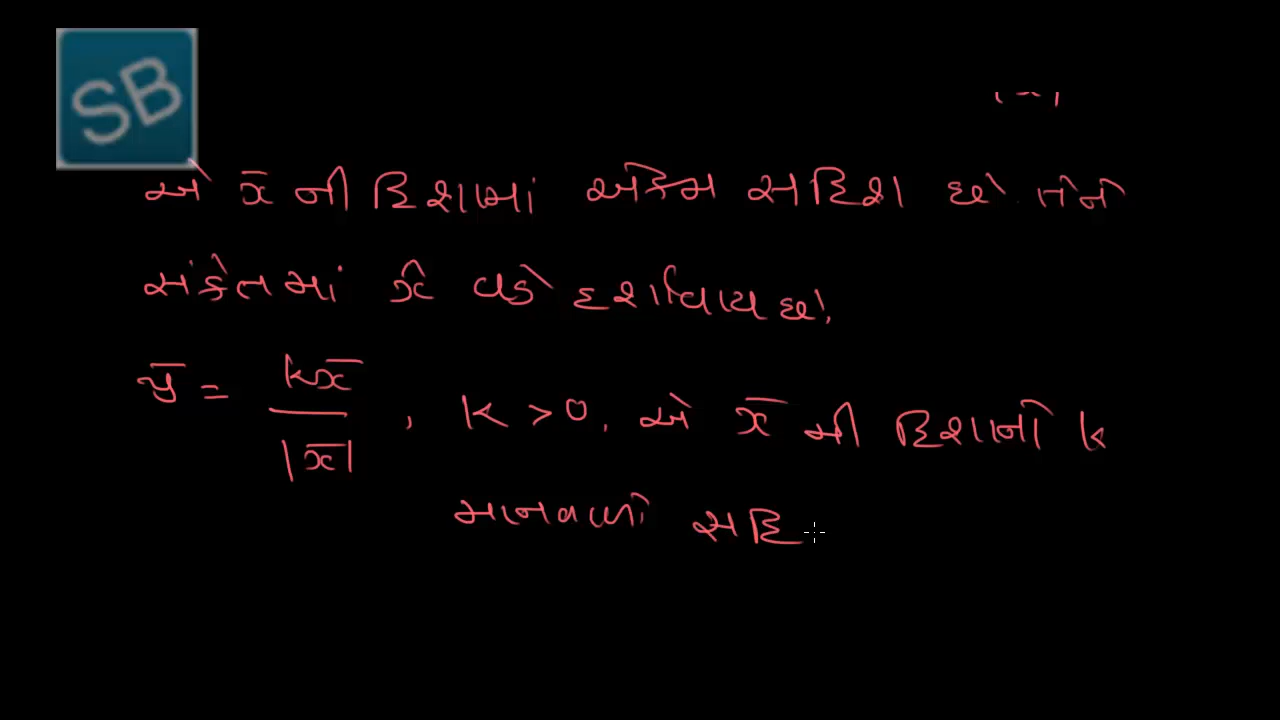 SB
એ x̄ ની દિશામાં એકમ સદિશ છે. તેને
સંકેતમાં x̂ વડે દર્શાવાય છે.
ȳ = kx̄ / |x̄| , k > 0, એ x̄ ની દિશાનો k
માનવાળો સદિ